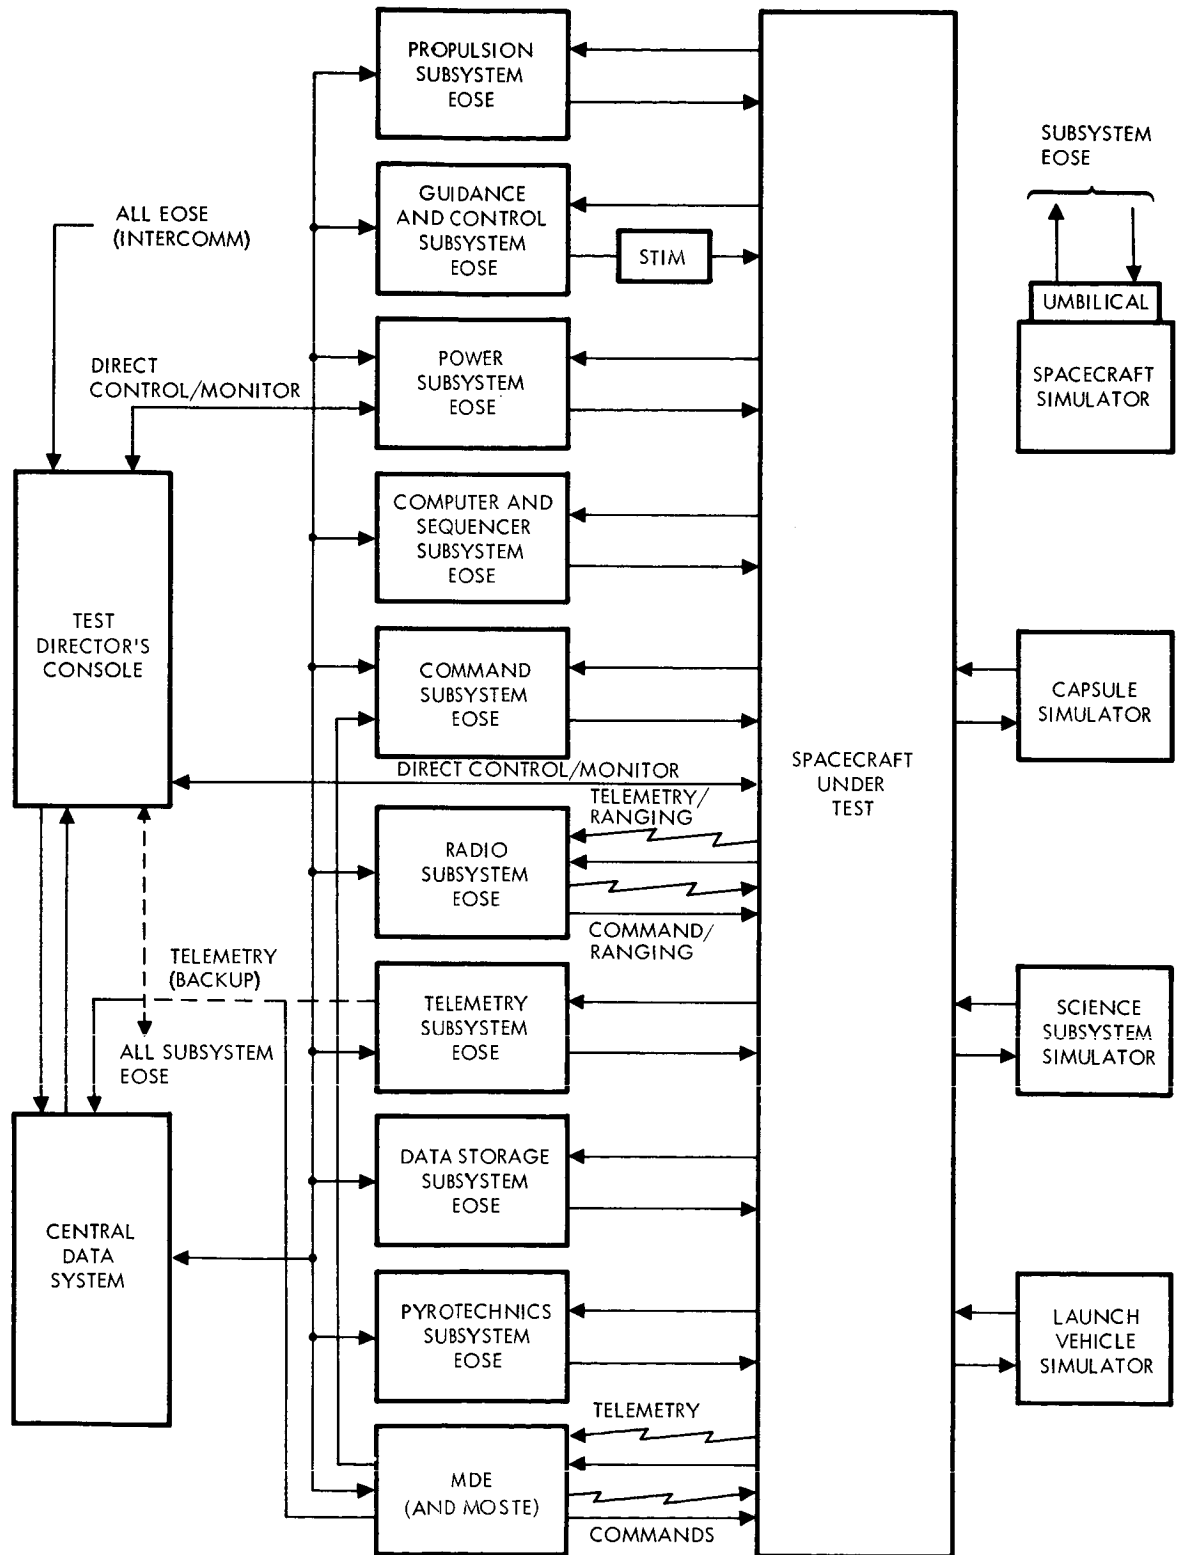 PROPULSION
SUBSYSTEM
EOSE
SUBSYSTEM
EOSE
GUIDANCE
AND CONTROL
SUBSYSTEM
EOSE
STIM
ALL EOSE
(INTERCOMM)
UMBILICAL
SPACECRAFT
SIMULATOR
DIRECT
CONTROL/MONITOR
POWER
SUBSYSTEM
EOSE
COMPUTER AND
SEQUENCER
SUBSYSTEM
EOSE
TEST
DIRECTOR'S
CONSOLE
COMMAND
SUBSYSTEM
EOSE
CAPSULE
SIMULATOR
DIRECT CONTROL/MONITOR
SPACECRAFT
UNDER
TEST
TELEMETRY/
RANGING
RADIO
SUBSYSTEM
EOSE
COMMAND/
RANGING
TELEMETRY
(BACKUP)
TELEMETRY
SUBSYSTEM
EOSE
SCIENCE
SUBSYSTEM
SIMULATOR
ALL SUBSYSTEM
EOSE
DATA STORAGE
SUBSYSTEM
EOSE
CENTRAL
DATA
SYSTEM
PYROTECHNICS
SUBSYSTEM
EOSE
LAUNCH
VEHICLE
SIMULATOR
TELEMETRY
MDE
(AND MOSTE)
COMMANDS